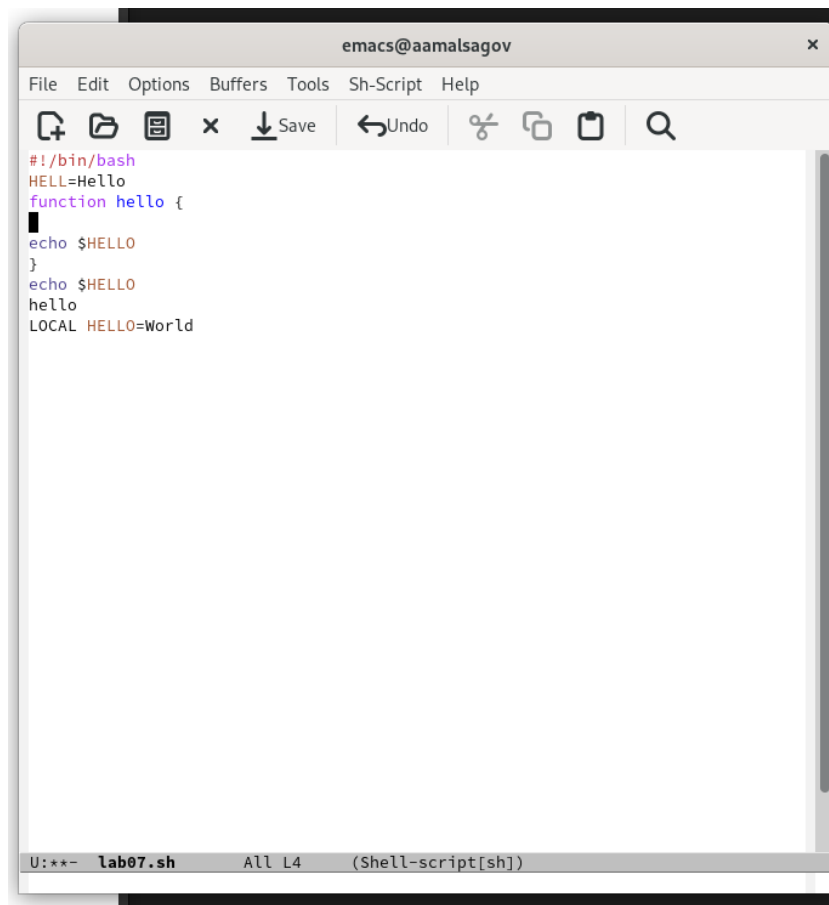 emacs@aamalsagov ×
File Edit Options Buffers Tools Sh-Script Help
Save Undo
#!/bin/bash
HELL=Hello
function hello {
echo $HELLO
}
echo $HELLO
hello
LOCAL HELLO=World
U:**- lab07.sh All L4 (Shell-script[sh])